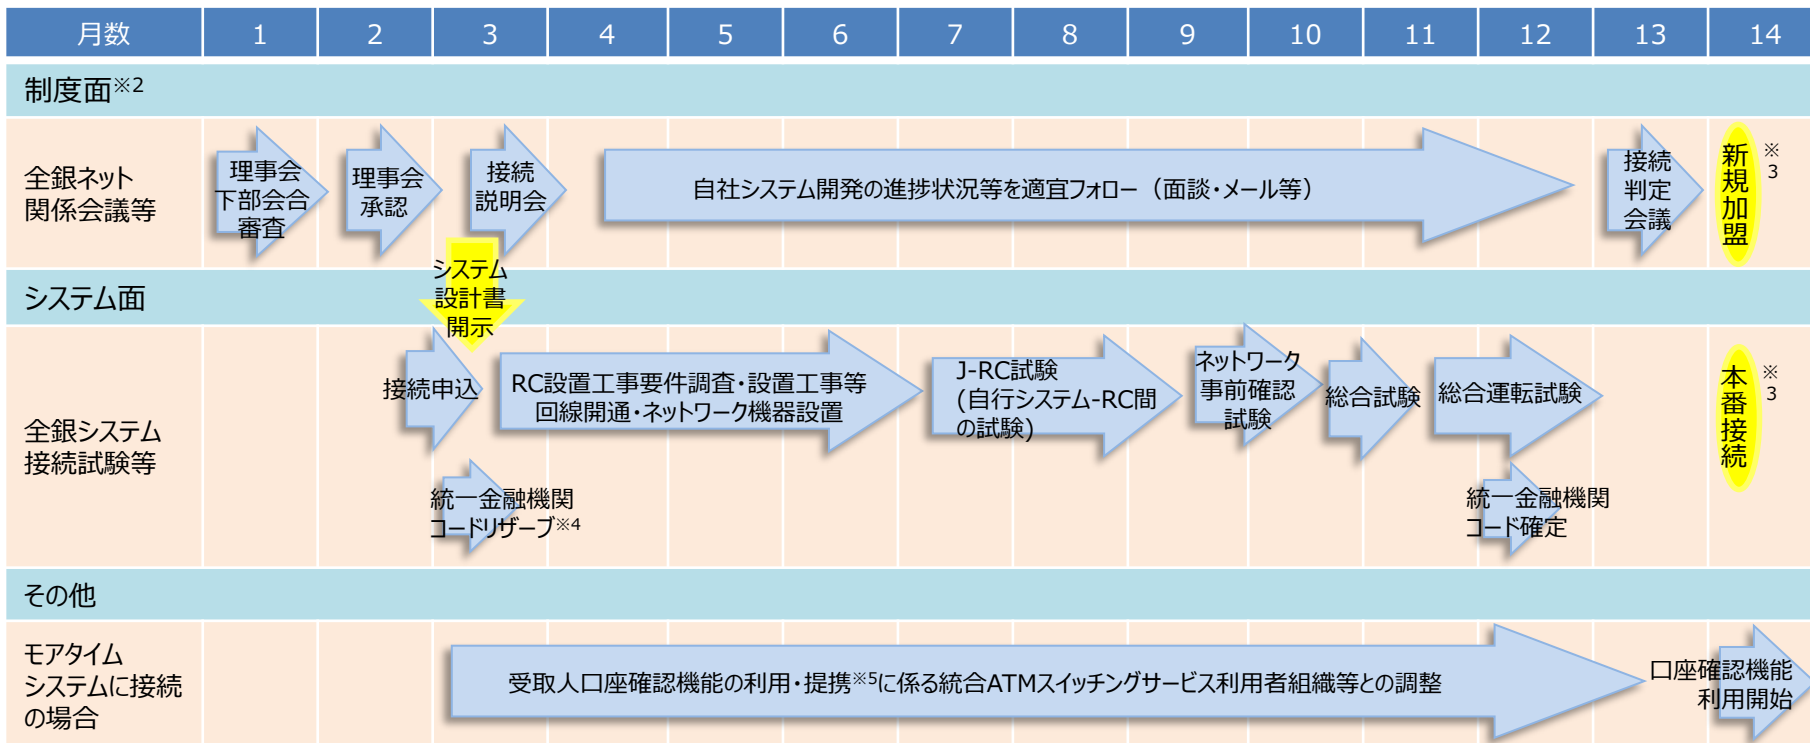 月数 1 2 3 4 5 6 7 8 9 10 11 12 13 14
制度面※2
全銀ネット
関係会議等
理事会
下部会合
審査
理事会
承認
接続
説明会
自社システム開発の進捗状況等を適宜フォロー（面談・メール等）
接続
判定
会議
新規加盟
※3
システム
設計書
開示
システム面
全銀システム
接続試験等
接続申込
RC設置工事要件調査・設置工事等
回線開通・ネットワーク機器設置
J-RC試験
(自行システム-RC間
の試験)
ネットワーク
事前確認
試験
総合試験
総合運転試験
本番接続
※3
統一金融機関
コードリザーブ※4
統一金融機関
コード確定
その他
モアタイム
システムに接続
の場合
受取人口座確認機能の利用・提携※5に係る統合ATMスイッチングサービス利用者組織等との調整
口座確認機能
利用開始